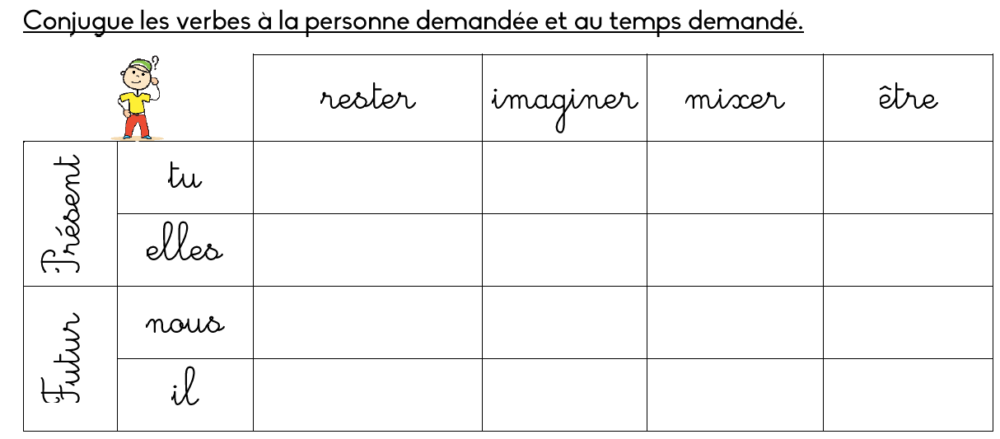 Conjugue les verbes à la personne demandée et au temps demandé.
?
rester imaginer mixer être
Présent
tu
elles
Futur
nous
il